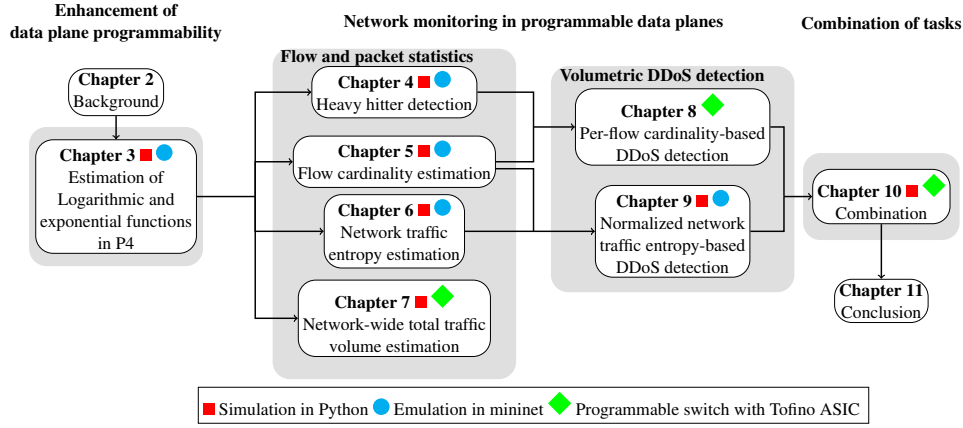 Enhancement of
data plane programmability
Network monitoring in programmable data planes
Combination of tasks
Chapter 2
Background
Chapter 3
Estimation of
Logarithmic and
exponential functions
in P4
Flow and packet statistics
Chapter 4
Heavy hitter detection
Chapter 5
Flow cardinality estimation
Chapter 6
Network traffic
entropy estimation
Chapter 7
Network-wide total traffic
volume estimation
Volumetric DDoS detection
Chapter 8
Per-flow cardinality-based
DDoS detection
Chapter 9
Normalized network
traffic entropy-based
DDoS detection
Chapter 10
Combination
Chapter 11
Conclusion
Simulation in Python Emulation in mininet Programmable switch with Tofino ASIC